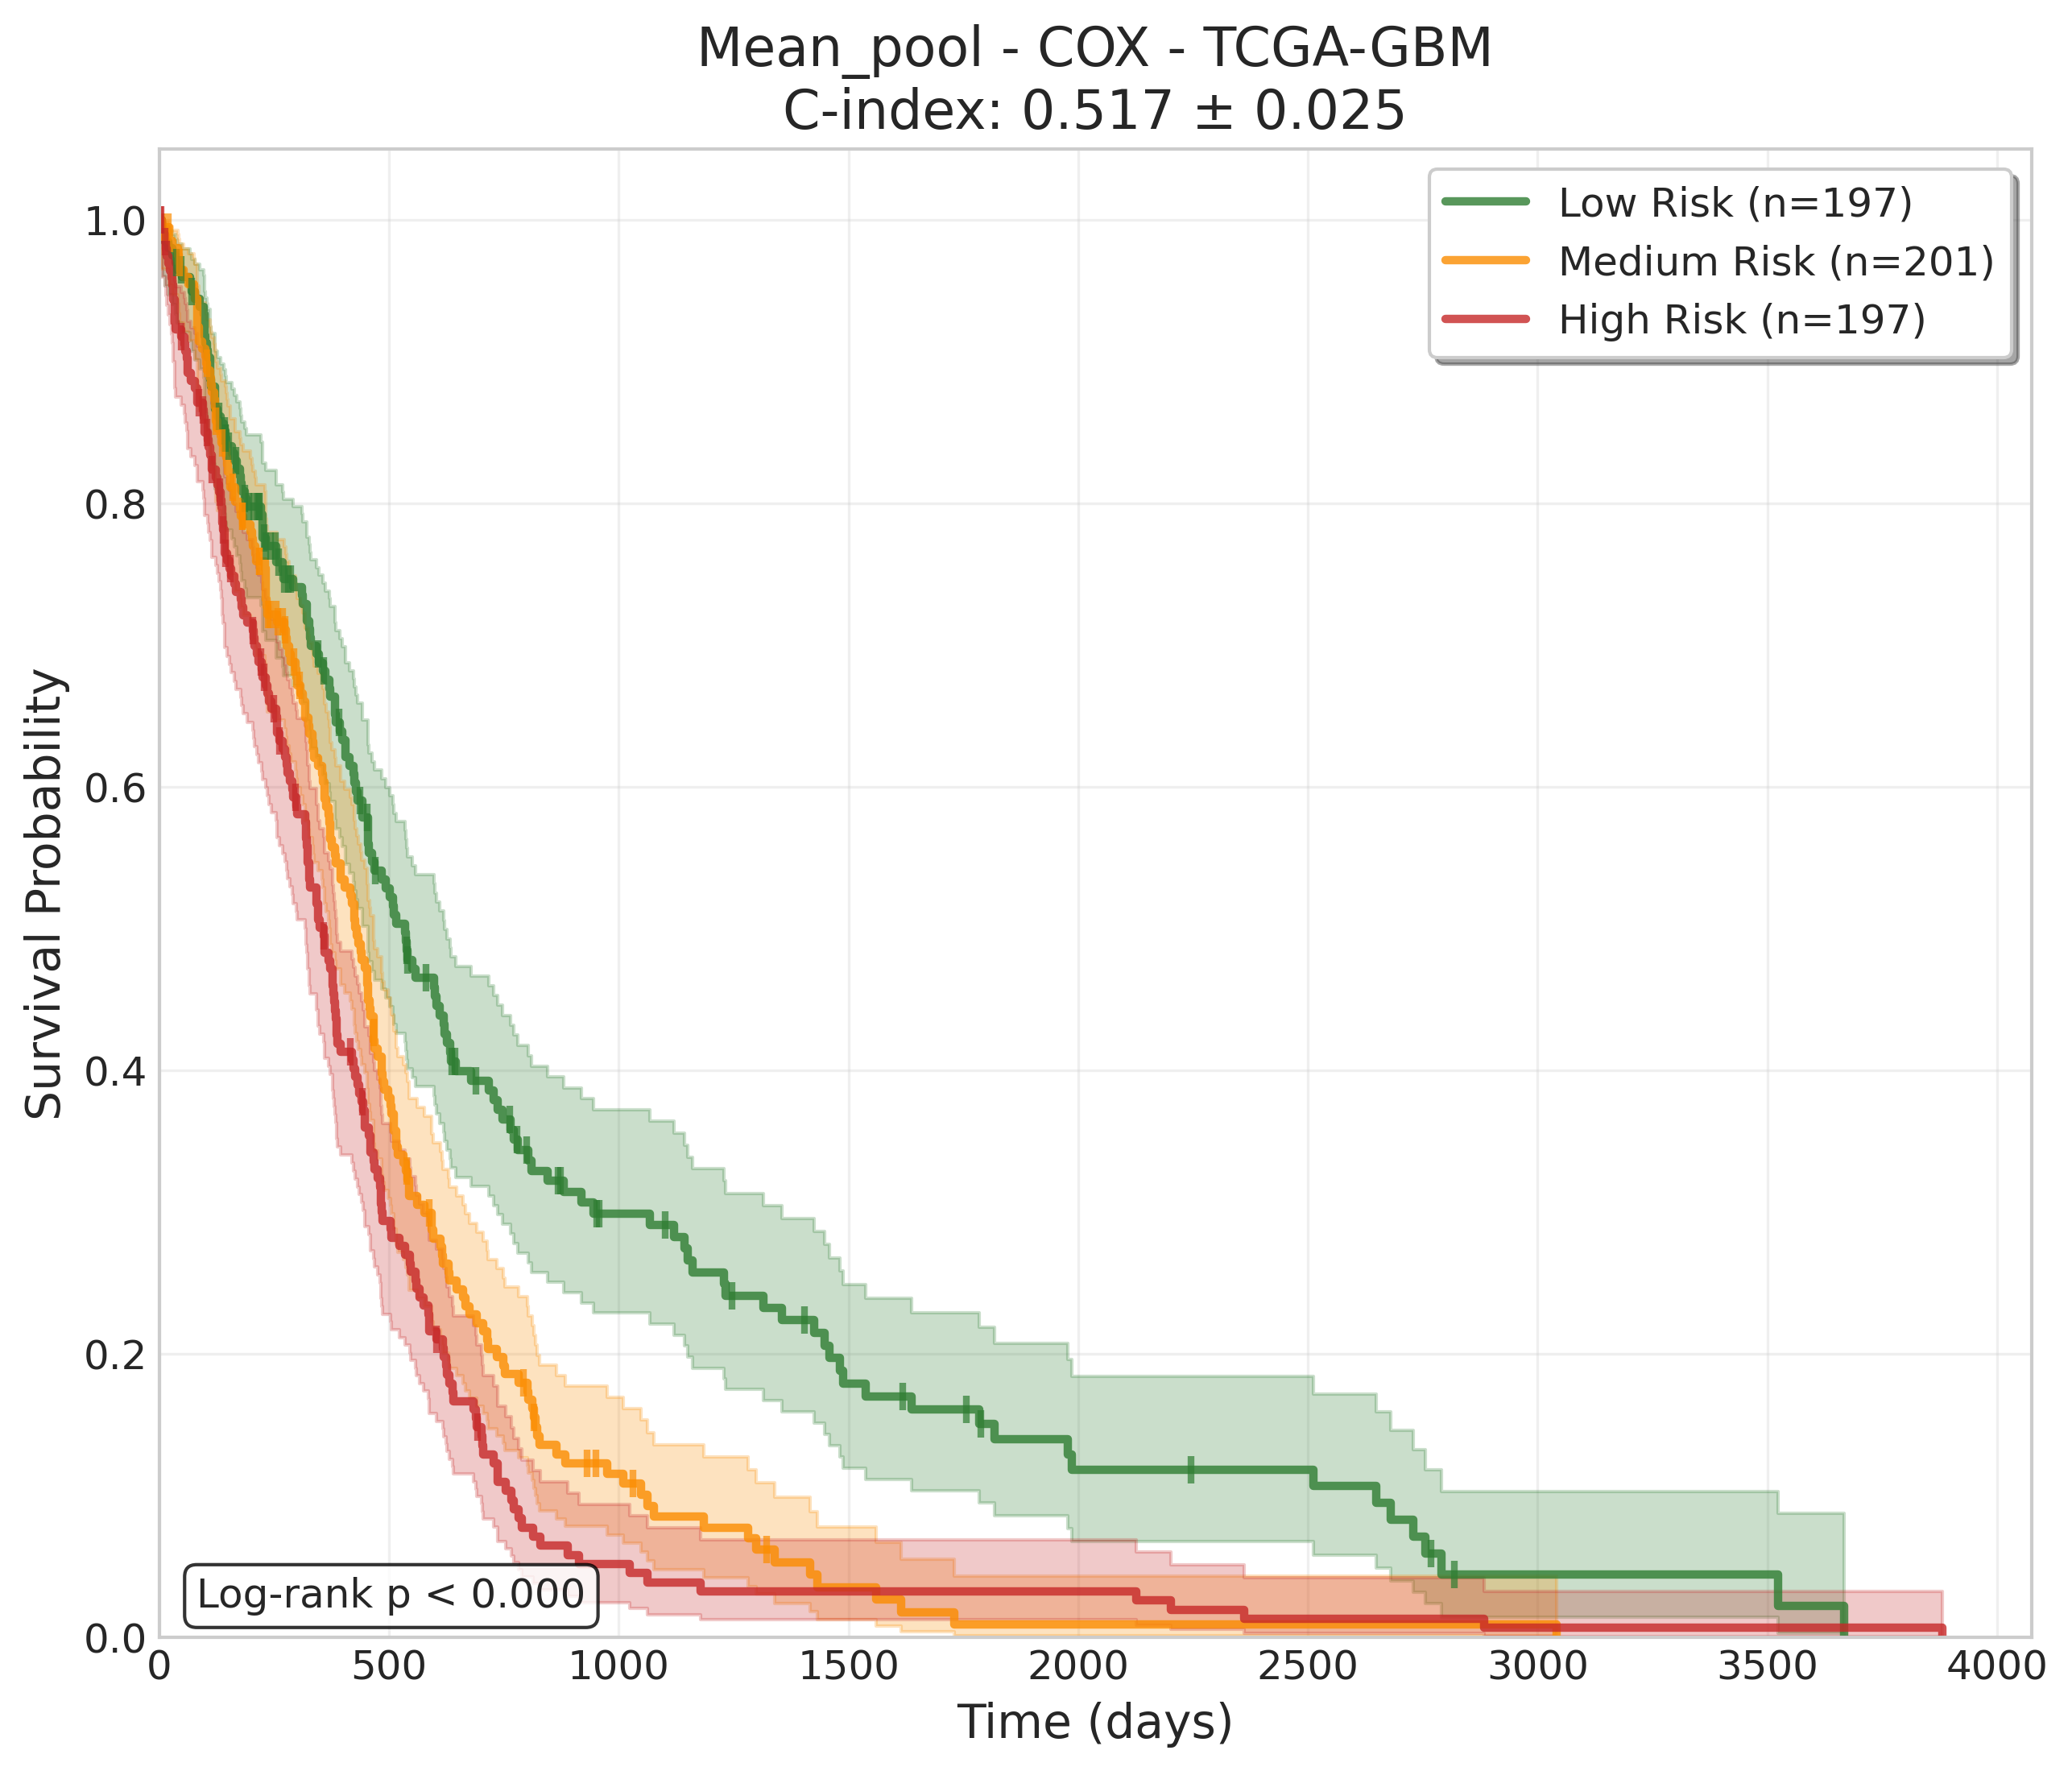 Mean_pool - COX - TCGA-GBM
C-index: 0.517 ± 0.025
Low Risk (n=197)
Medium Risk (n=201)
High Risk (n=197)
Survival Probability
1.0
0.8
0.6
0.4
0.2
0.0
Log-rank p < 0.000
0 500 1000 1500 2000 2500 3000 3500 4000
Time (days)